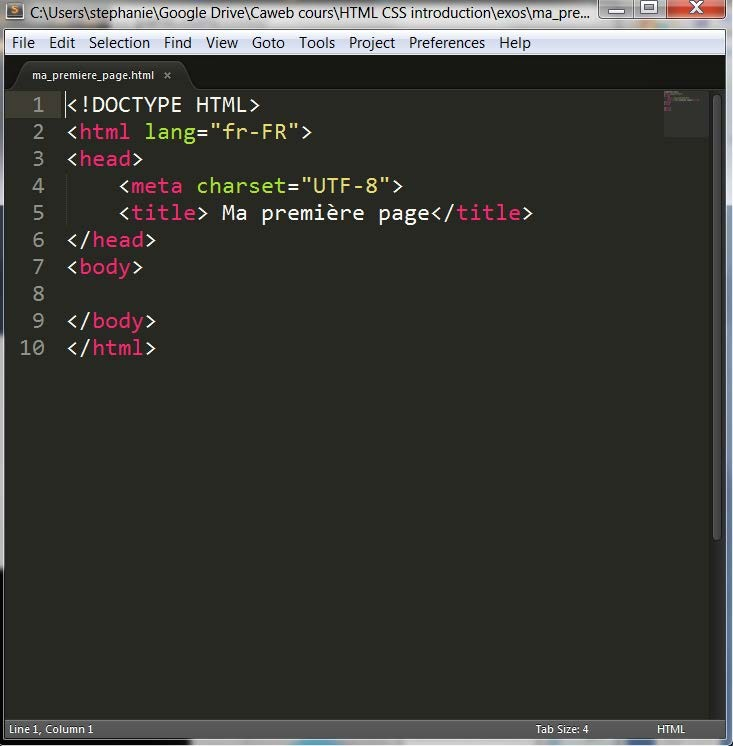 C:\Users\stephanie\Google Drive\Caweb cours\HTML CSS introduction\exos\ma_pre...
File Edit Selection Find View Goto Tools Project Preferences Help
ma_premiere_page.html ×
1 <!DOCTYPE HTML>
2 <html lang="fr-FR">
3 <head>
4     <meta charset="UTF-8">
5     <title> Ma première page</title>
6 </head>
7 <body>
8
9 </body>
10 </html>
Line 1, Column 1 Tab Size: 4 HTML